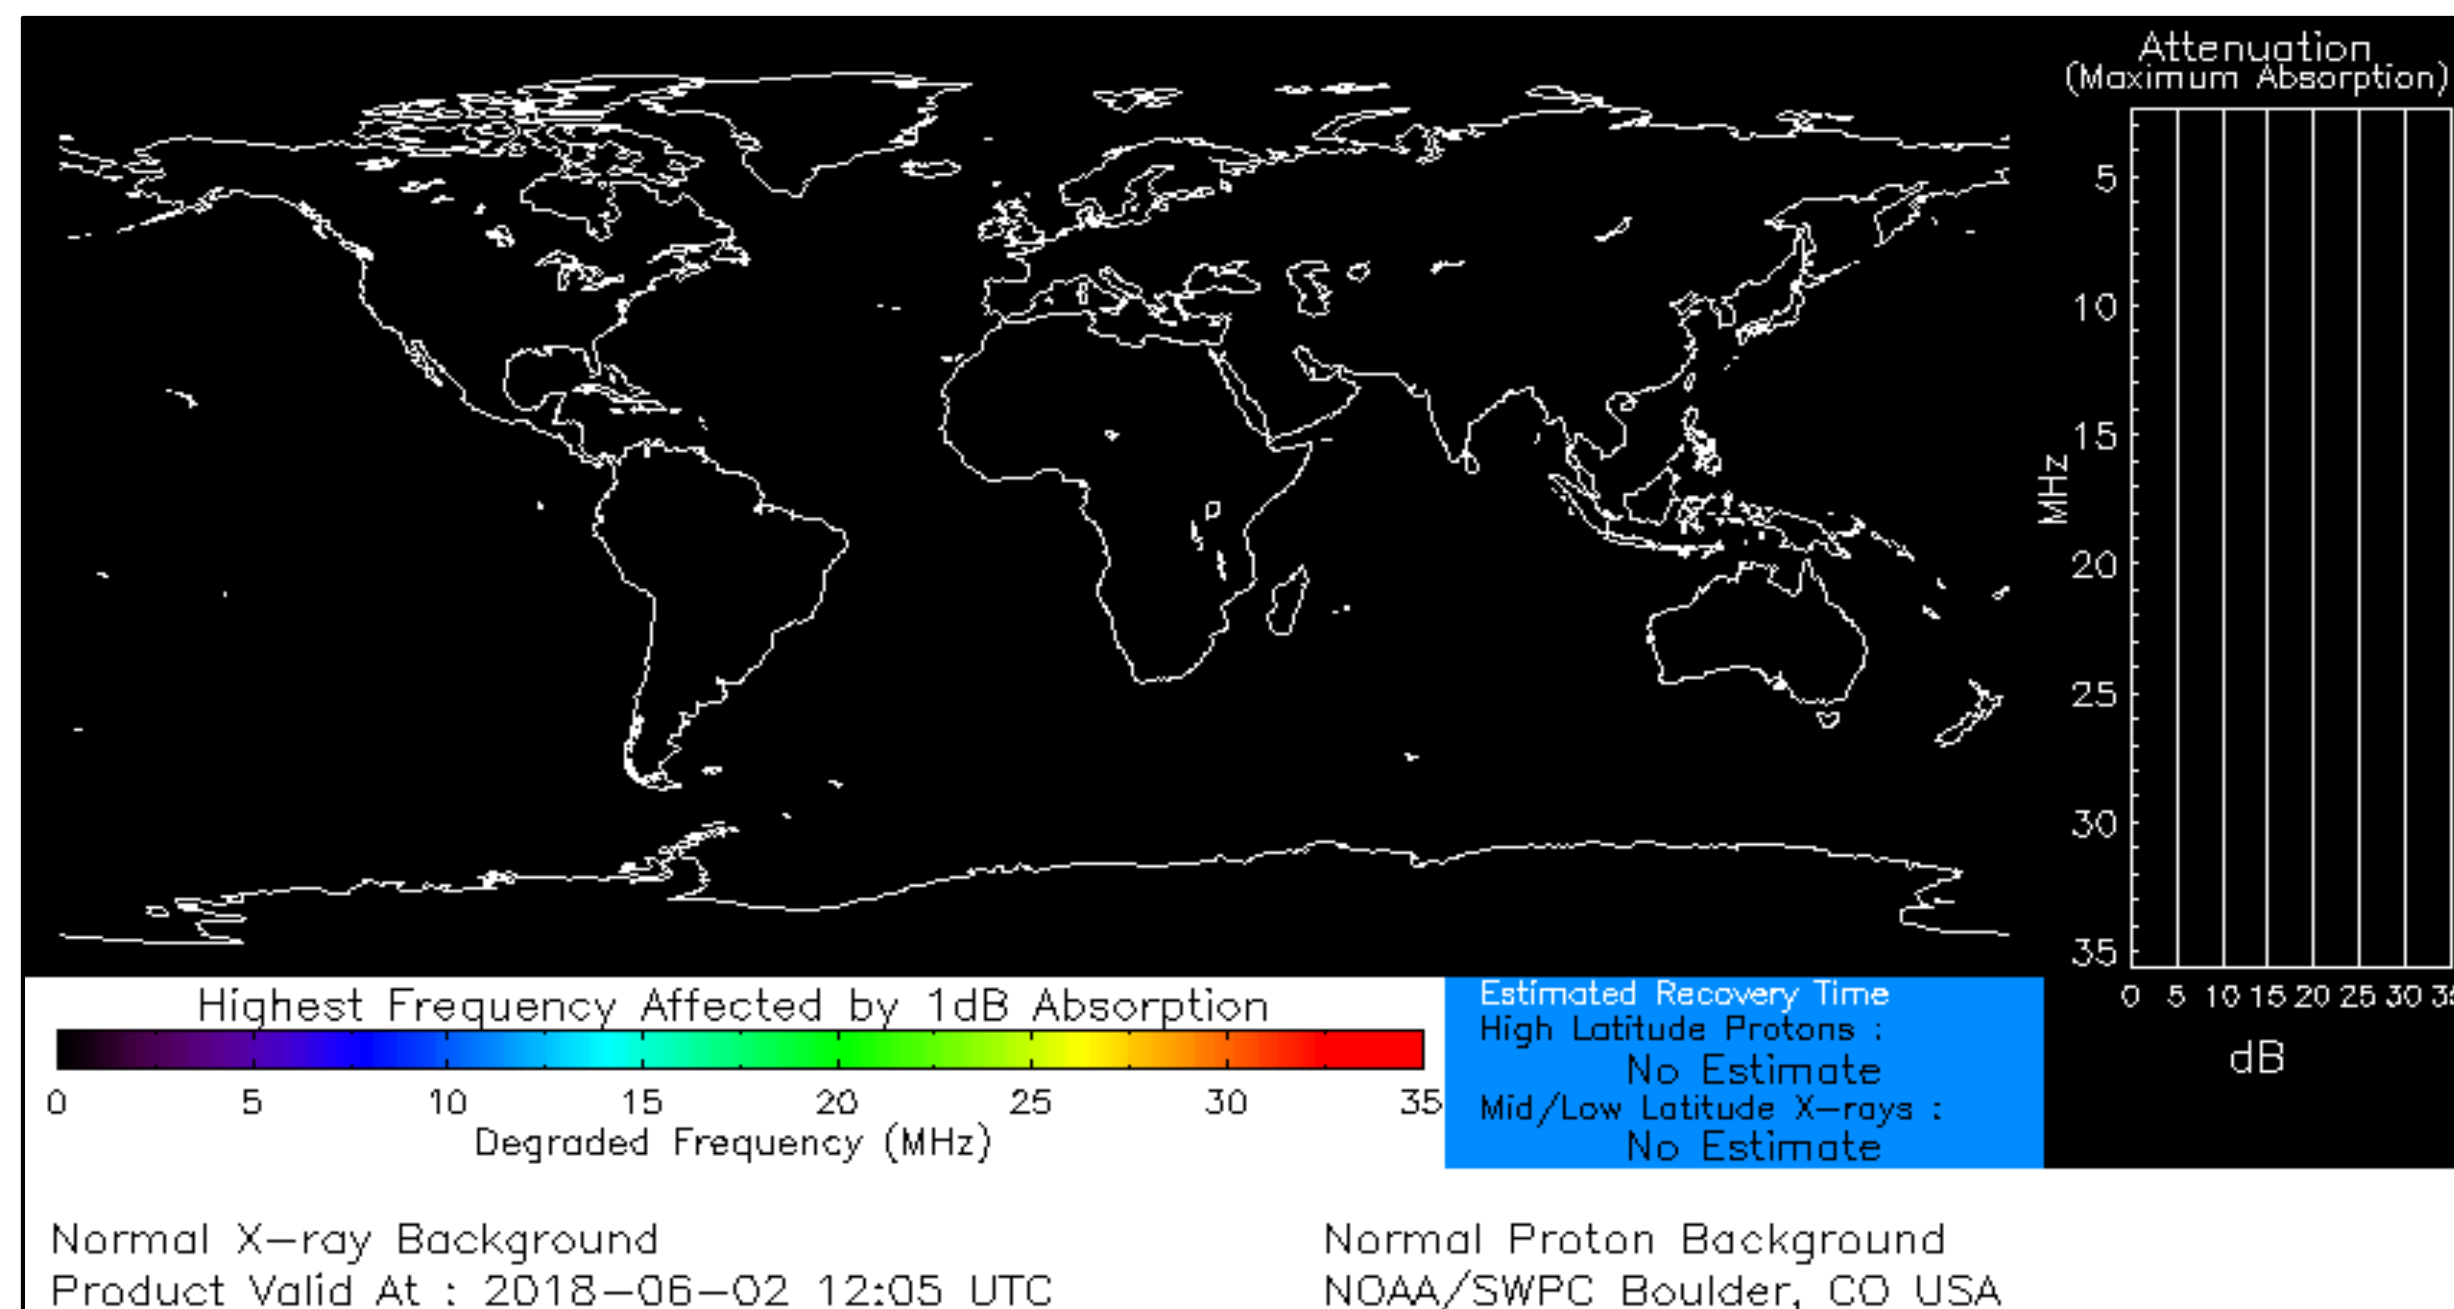 Attenuation
(Maximum Absorption)
5
10
15
20
25
30
35
MHz
0 5 10 15 20 25 30
dB
Highest Frequency Affected by 1dB Absorption
0 5 10 15 20 25 30 35
Degraded Frequency (MHz)
Estimated Recovery Time
High Latitude Protons :
No Estimate
Mid/Low Latitude X-rays :
No Estimate
Normal X-ray Background
Normal Proton Background
Product Valid At : 2018-06-02 12:05 UTC
NOAA/SWPC Boulder, CO USA